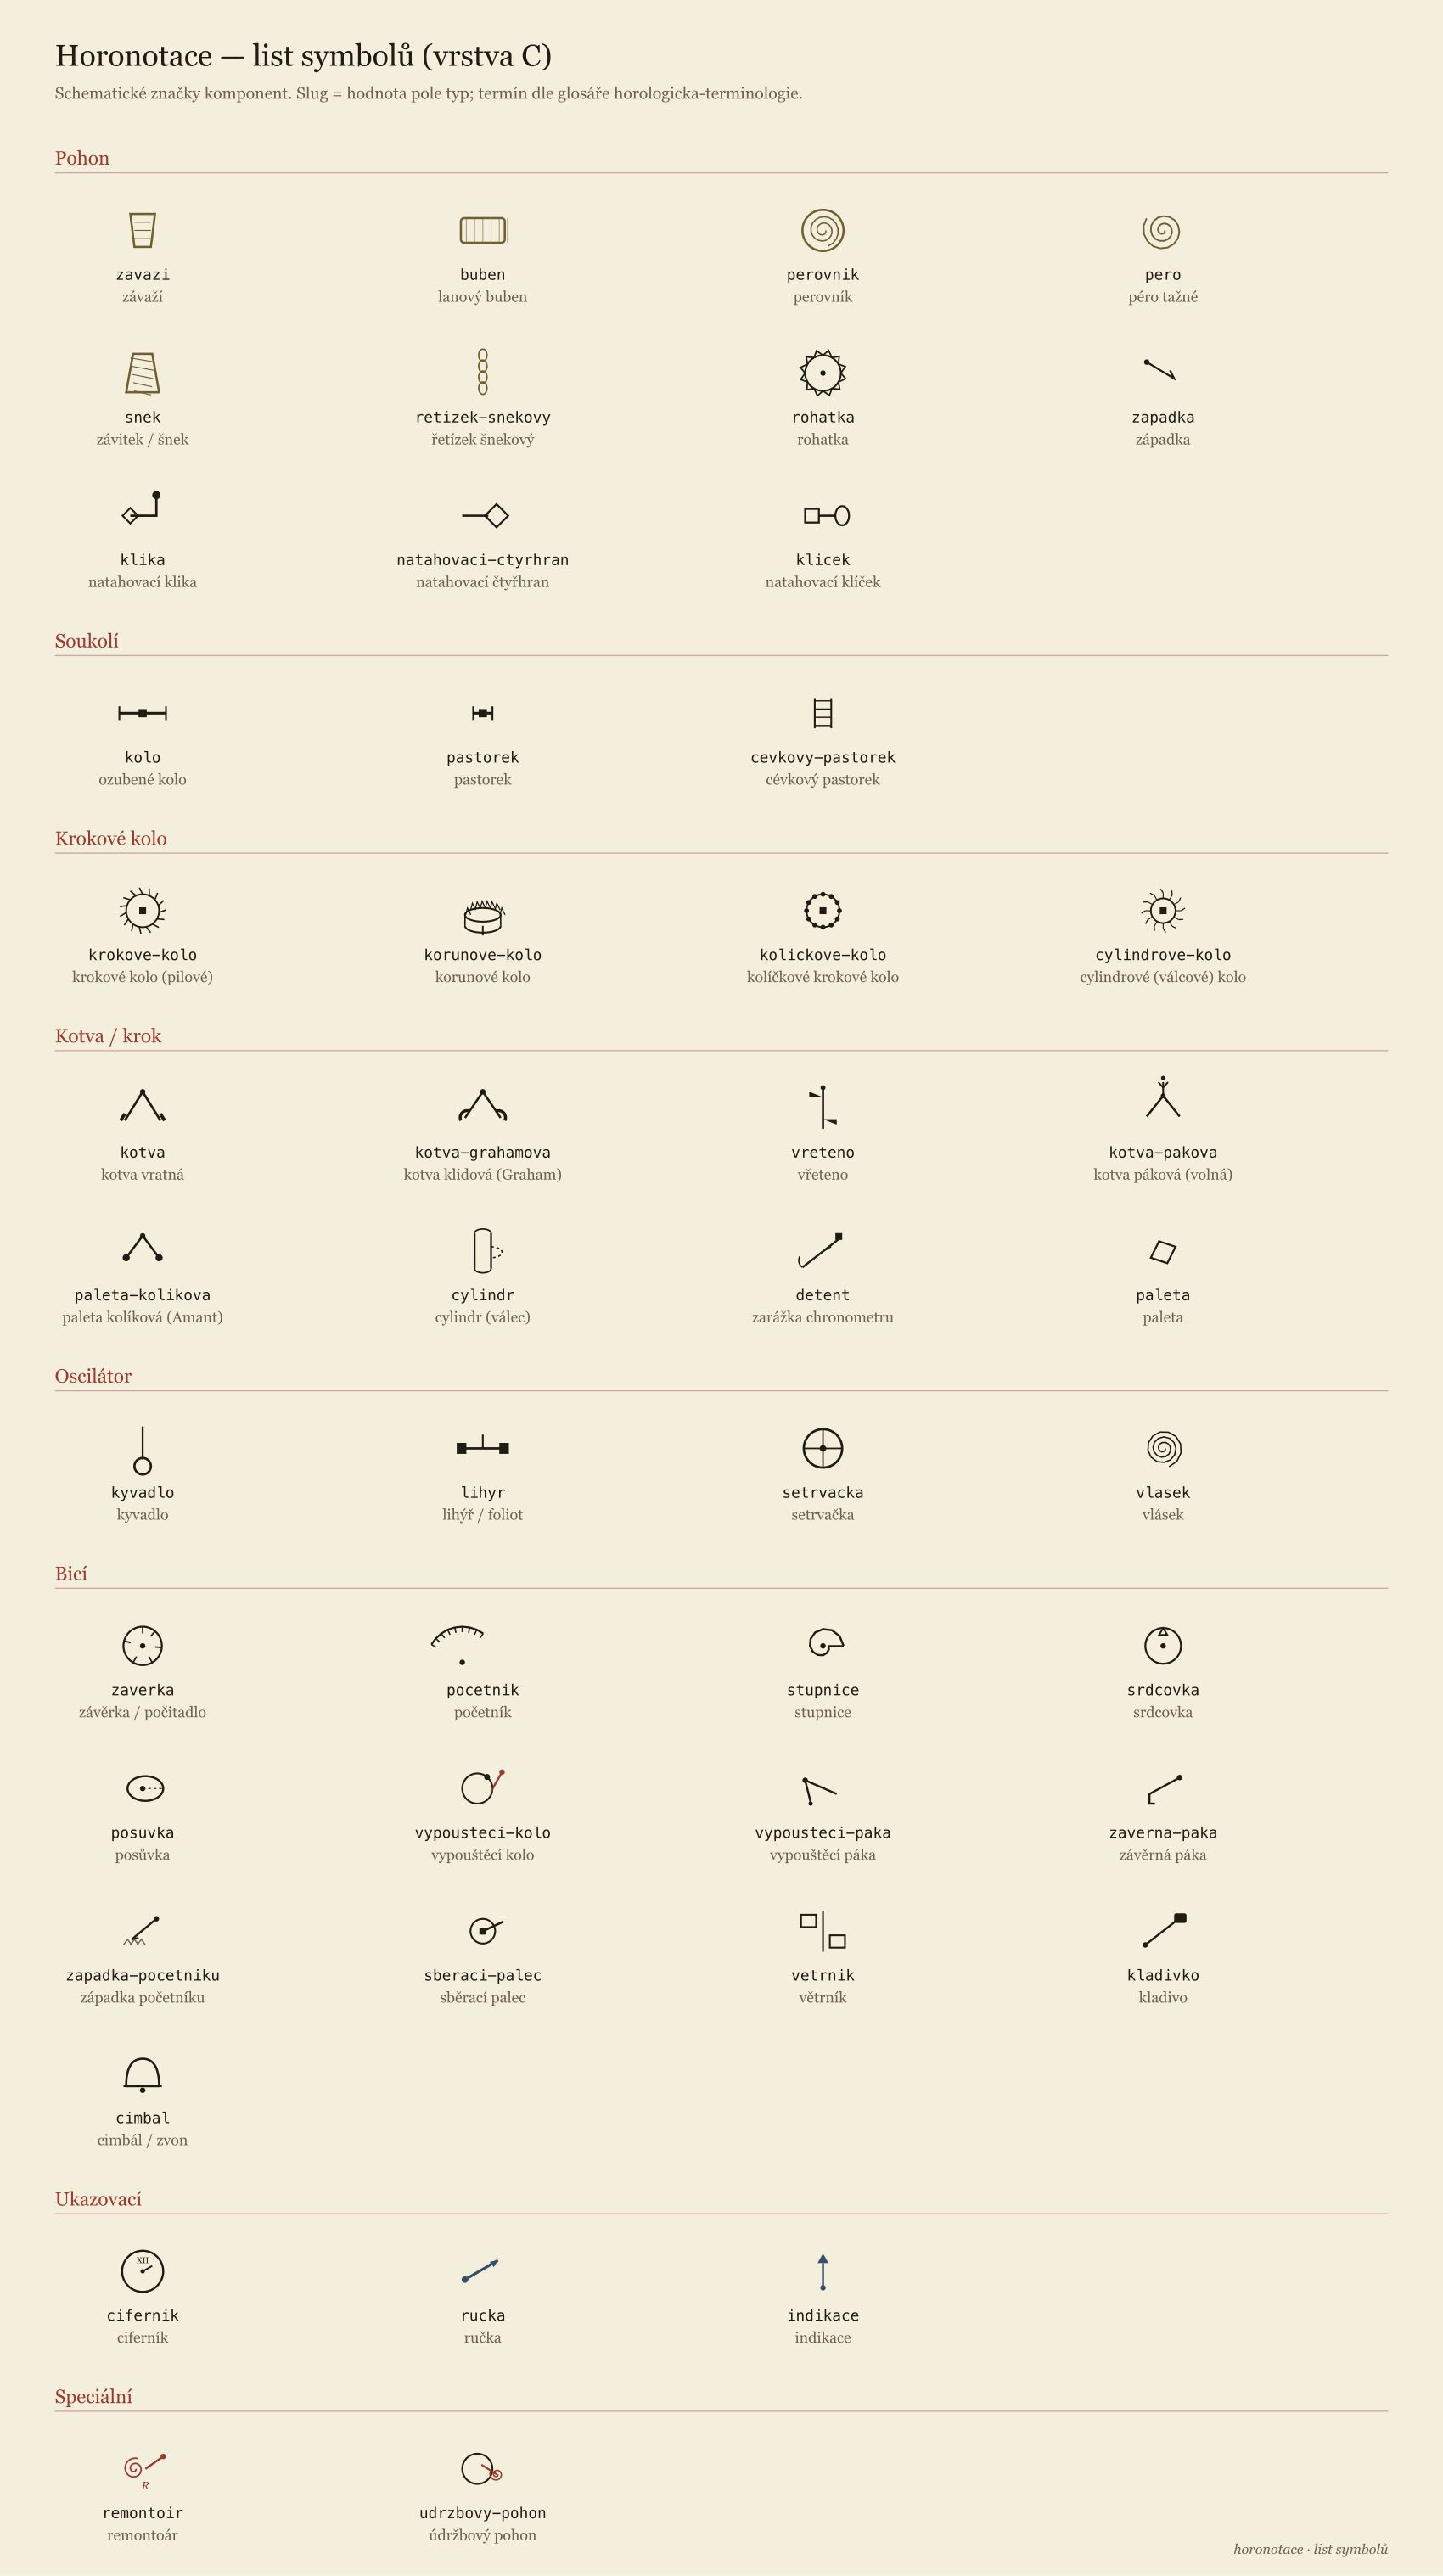 Horonotace — list symbolů (vrstva C)
Schematické značky komponent. Slug = hodnota pole typ; termín dle glosáře horologicka-terminologie.
Pohon
zavazi buben perovnik pero
závaží lanový buben perovník péro tažné
snek retizek-snekovy rohatka zapadka
závitek / šnek řetízek šnekový rohatka západka
klika natahovaci-ctyrhran klicek
natahovací klika natahovací čtyřhran natahovací klíček
Soukolí
kolo pastorek cevkovy-pastorek
ozubené kolo pastorek cévkový pastorek
Krokové kolo
krokove-kolo korunove-kolo kolickove-kolo cylindrove-kolo
krokové kolo (pilové) korunové kolo kolíčkové krokové kolo cylindrové (válcové) kolo
Kotva / krok
kotva kotva-grahamova vreteno kotva-pakova
kotva vratná kotva klidová (Graham) vřeteno kotva páková (volná)
paleta-kolikova cylindr detent paleta
paleta kolíková (Amant) cylindr (válec) zarážka chronometru paleta
Oscilátor
kyvadlo lihyr setrvacka vlasek
kyvadlo lihýř / foliot setrvačka vlásek
Bicí
zaverka pocetnik stupnice srdcovka
závěrka / počitadlo početník stupnice srdcovka
posuvka vypousteci-kolo vypousteci-paka zaverna-paka
posůvka vypouštěcí kolo vypouštěcí páka závěrná páka
zapadka-pocetniku sberaci-palec vetrnik kladivko
západka početníku sběrací palec větrník kladivo
cimbal
cimbál / zvon
Ukazovací
XII
cifernik rucka indikace
ciferník ručka indikace
Speciální
R
remontoir udrzbovy-pohon
remontoár údržbový pohon
horonotace · list symbolů